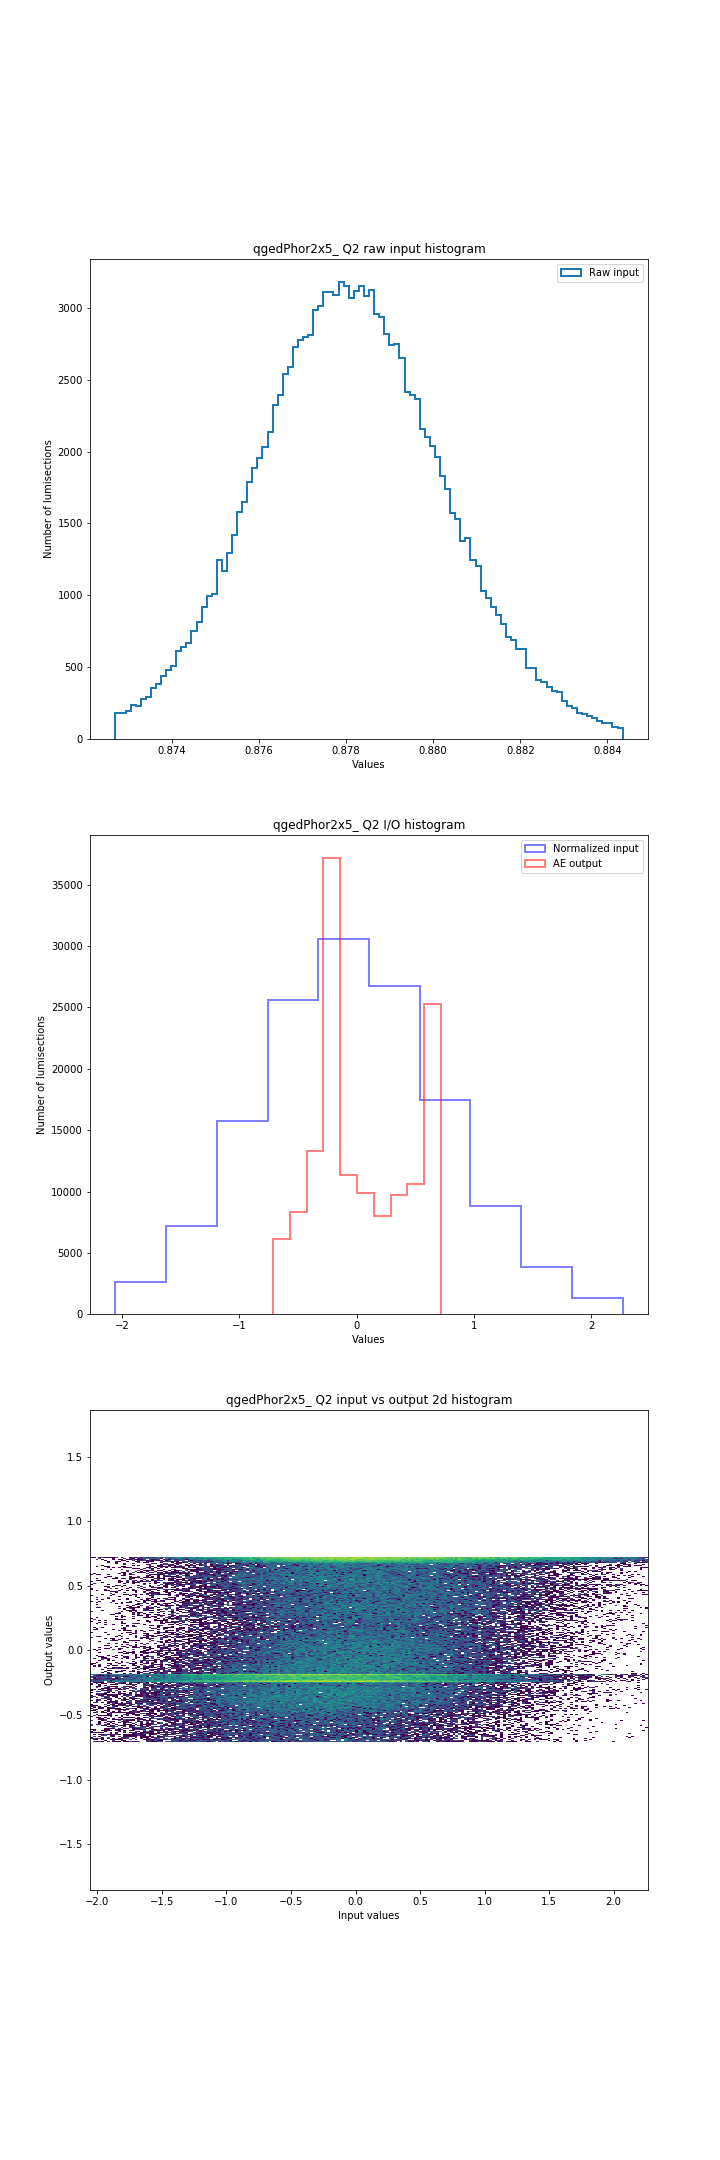 qgedPhor2x5_ Q2 raw input histogram
Raw input
3000
2500
2000
1500
1000
500
0
Number of lumisections
0.874 0.876 0.878 0.880 0.882 0.884
Values
qgedPhor2x5_ Q2 I/O histogram
Normalized input
AE output
35000
30000
25000
20000
15000
10000
5000
0
Number of lumisections
−2 −1 0 1 2
Values
qgedPhor2x5_ Q2 input vs output 2d histogram
1.5
1.0
0.5
0.0
−0.5
−1.0
−1.5
Output values
−2.0 −1.5 −1.0 −0.5 0.0 0.5 1.0 1.5 2.0
Input values